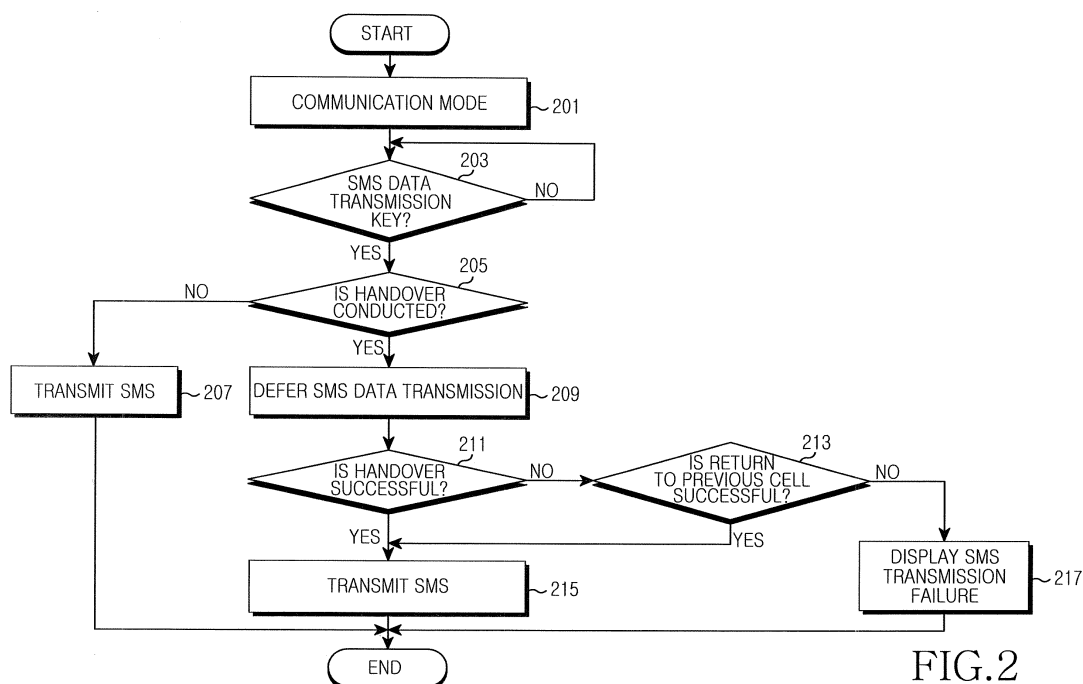 START
COMMUNICATION MODE
201
203
SMS DATA
TRANSMISSION
KEY?
NO
YES
205
IS HANDOVER
CONDUCTED?
NO
YES
TRANSMIT SMS
207
DEFER SMS DATA TRANSMISSION
209
211
IS HANDOVER
SUCCESSFUL?
NO
213
IS RETURN
TO PREVIOUS CELL
SUCCESSFUL?
NO
YES
YES
TRANSMIT SMS
215
DISPLAY SMS
TRANSMISSION
FAILURE
217
END
FIG.2